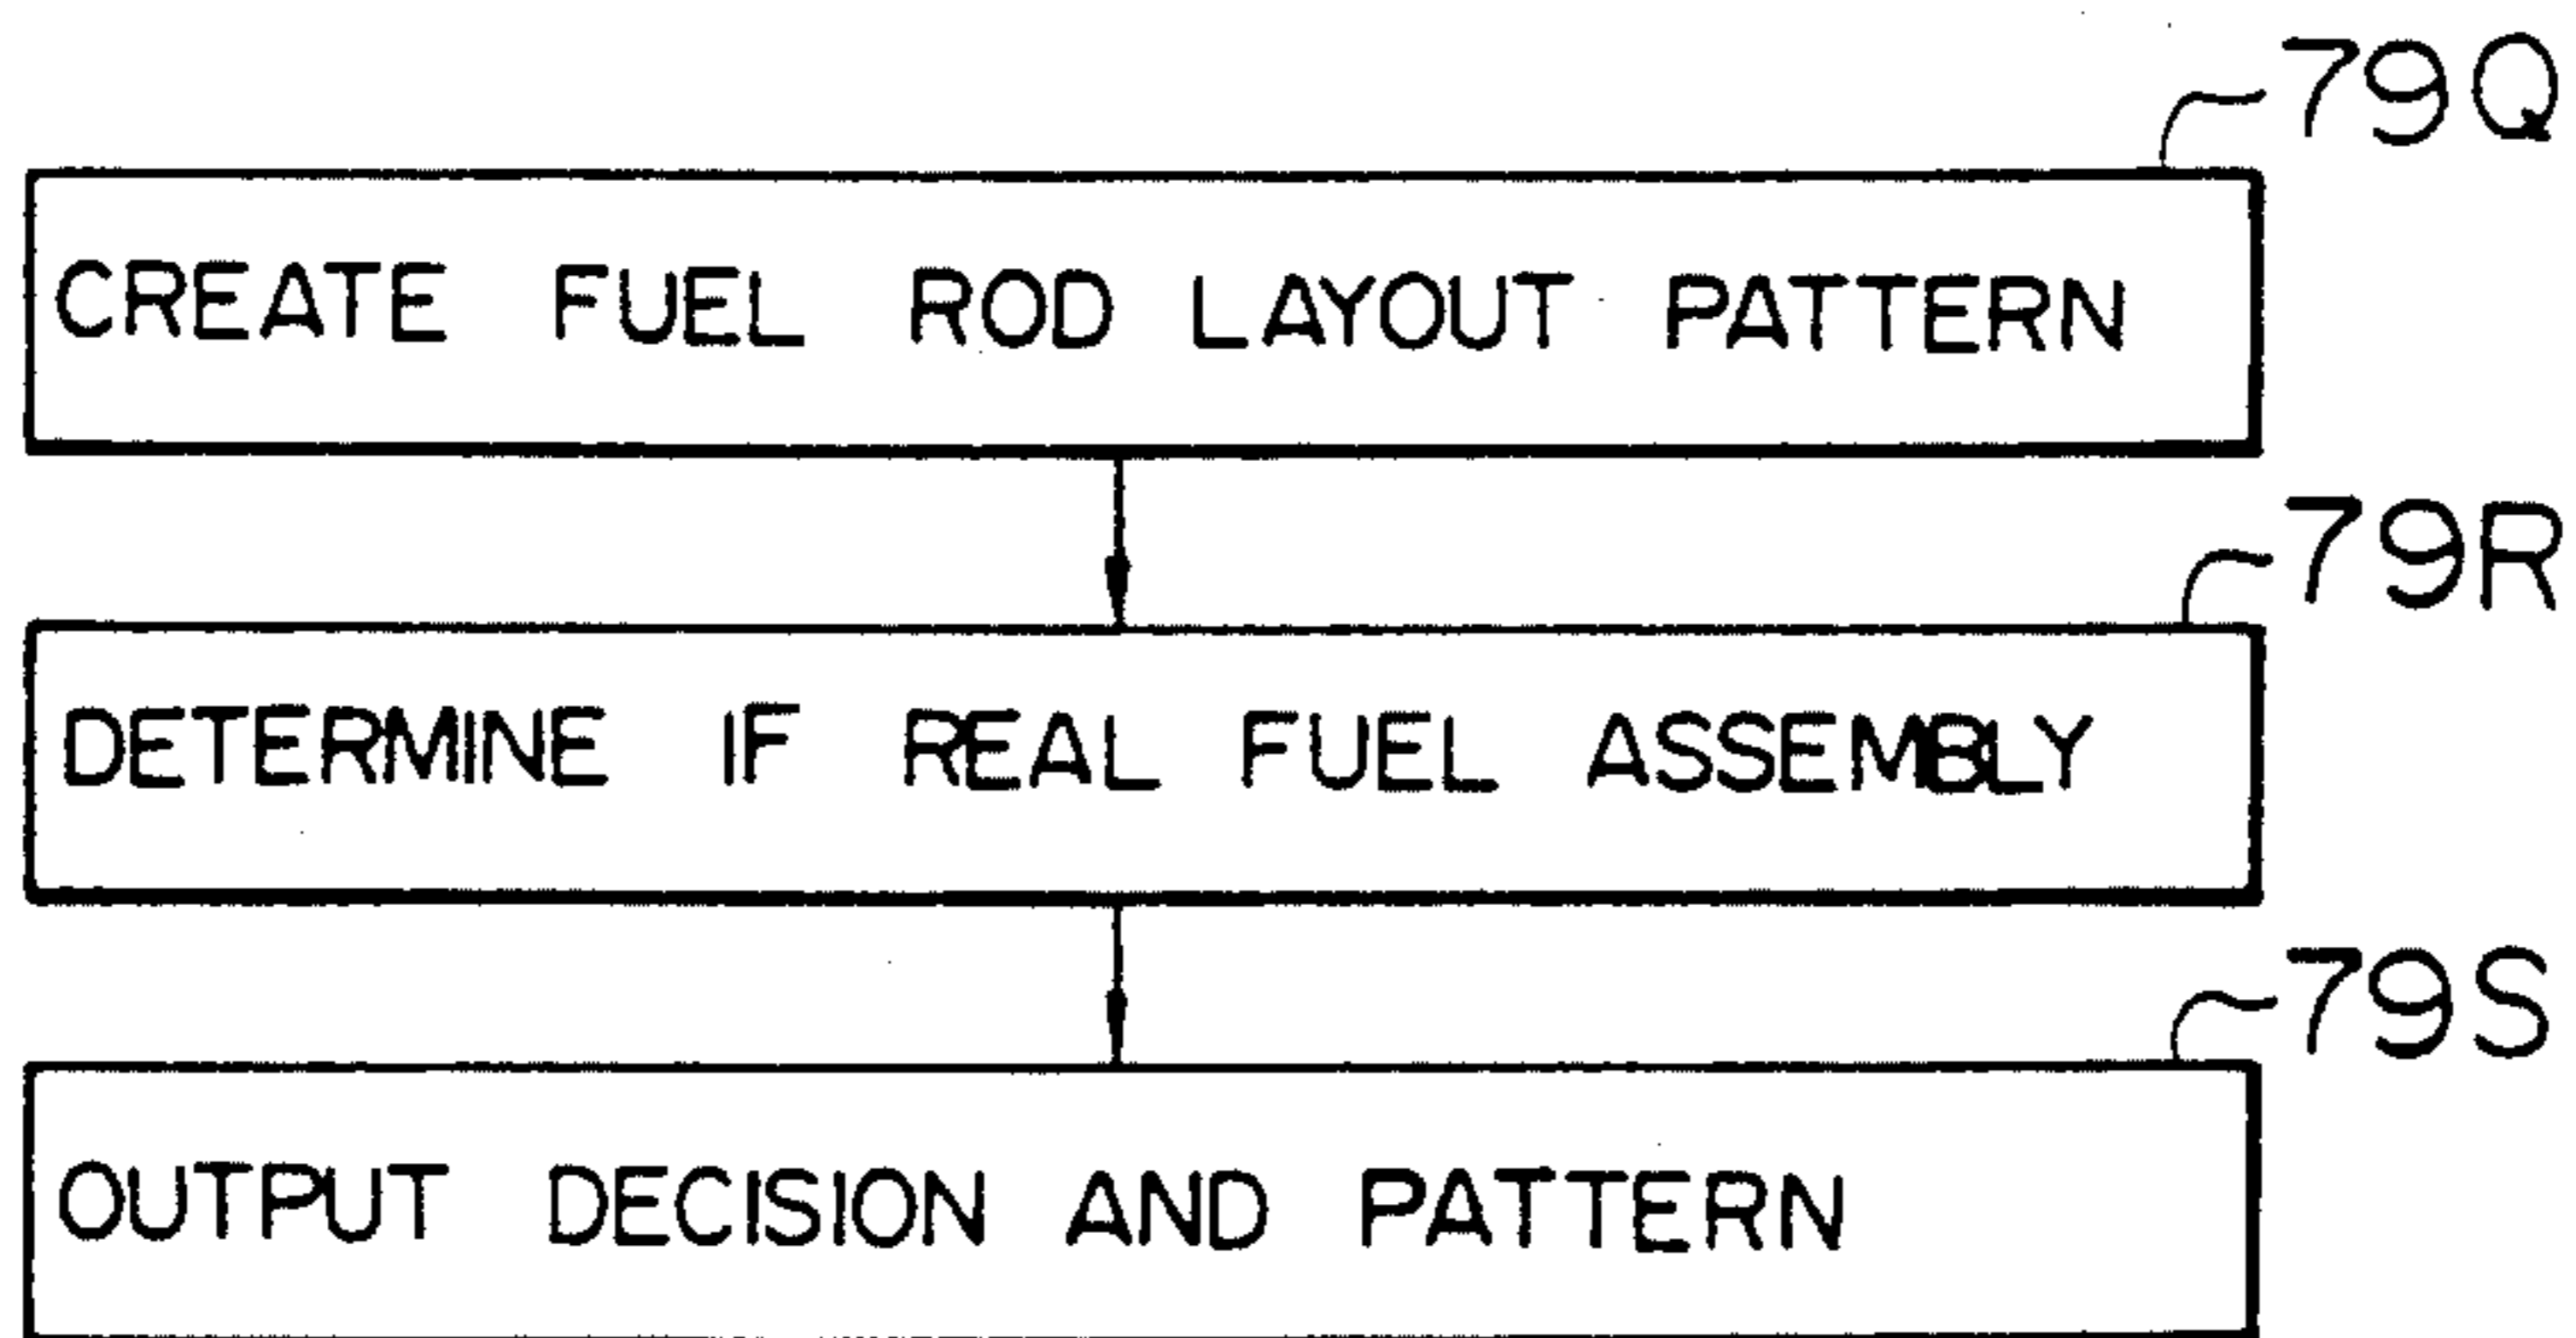 79Q
CREATE FUEL ROD LAYOUT PATTERN
79R
DETERMINE IF REAL FUEL ASSEMBLY
79S
OUTPUT DECISION AND PATTERN